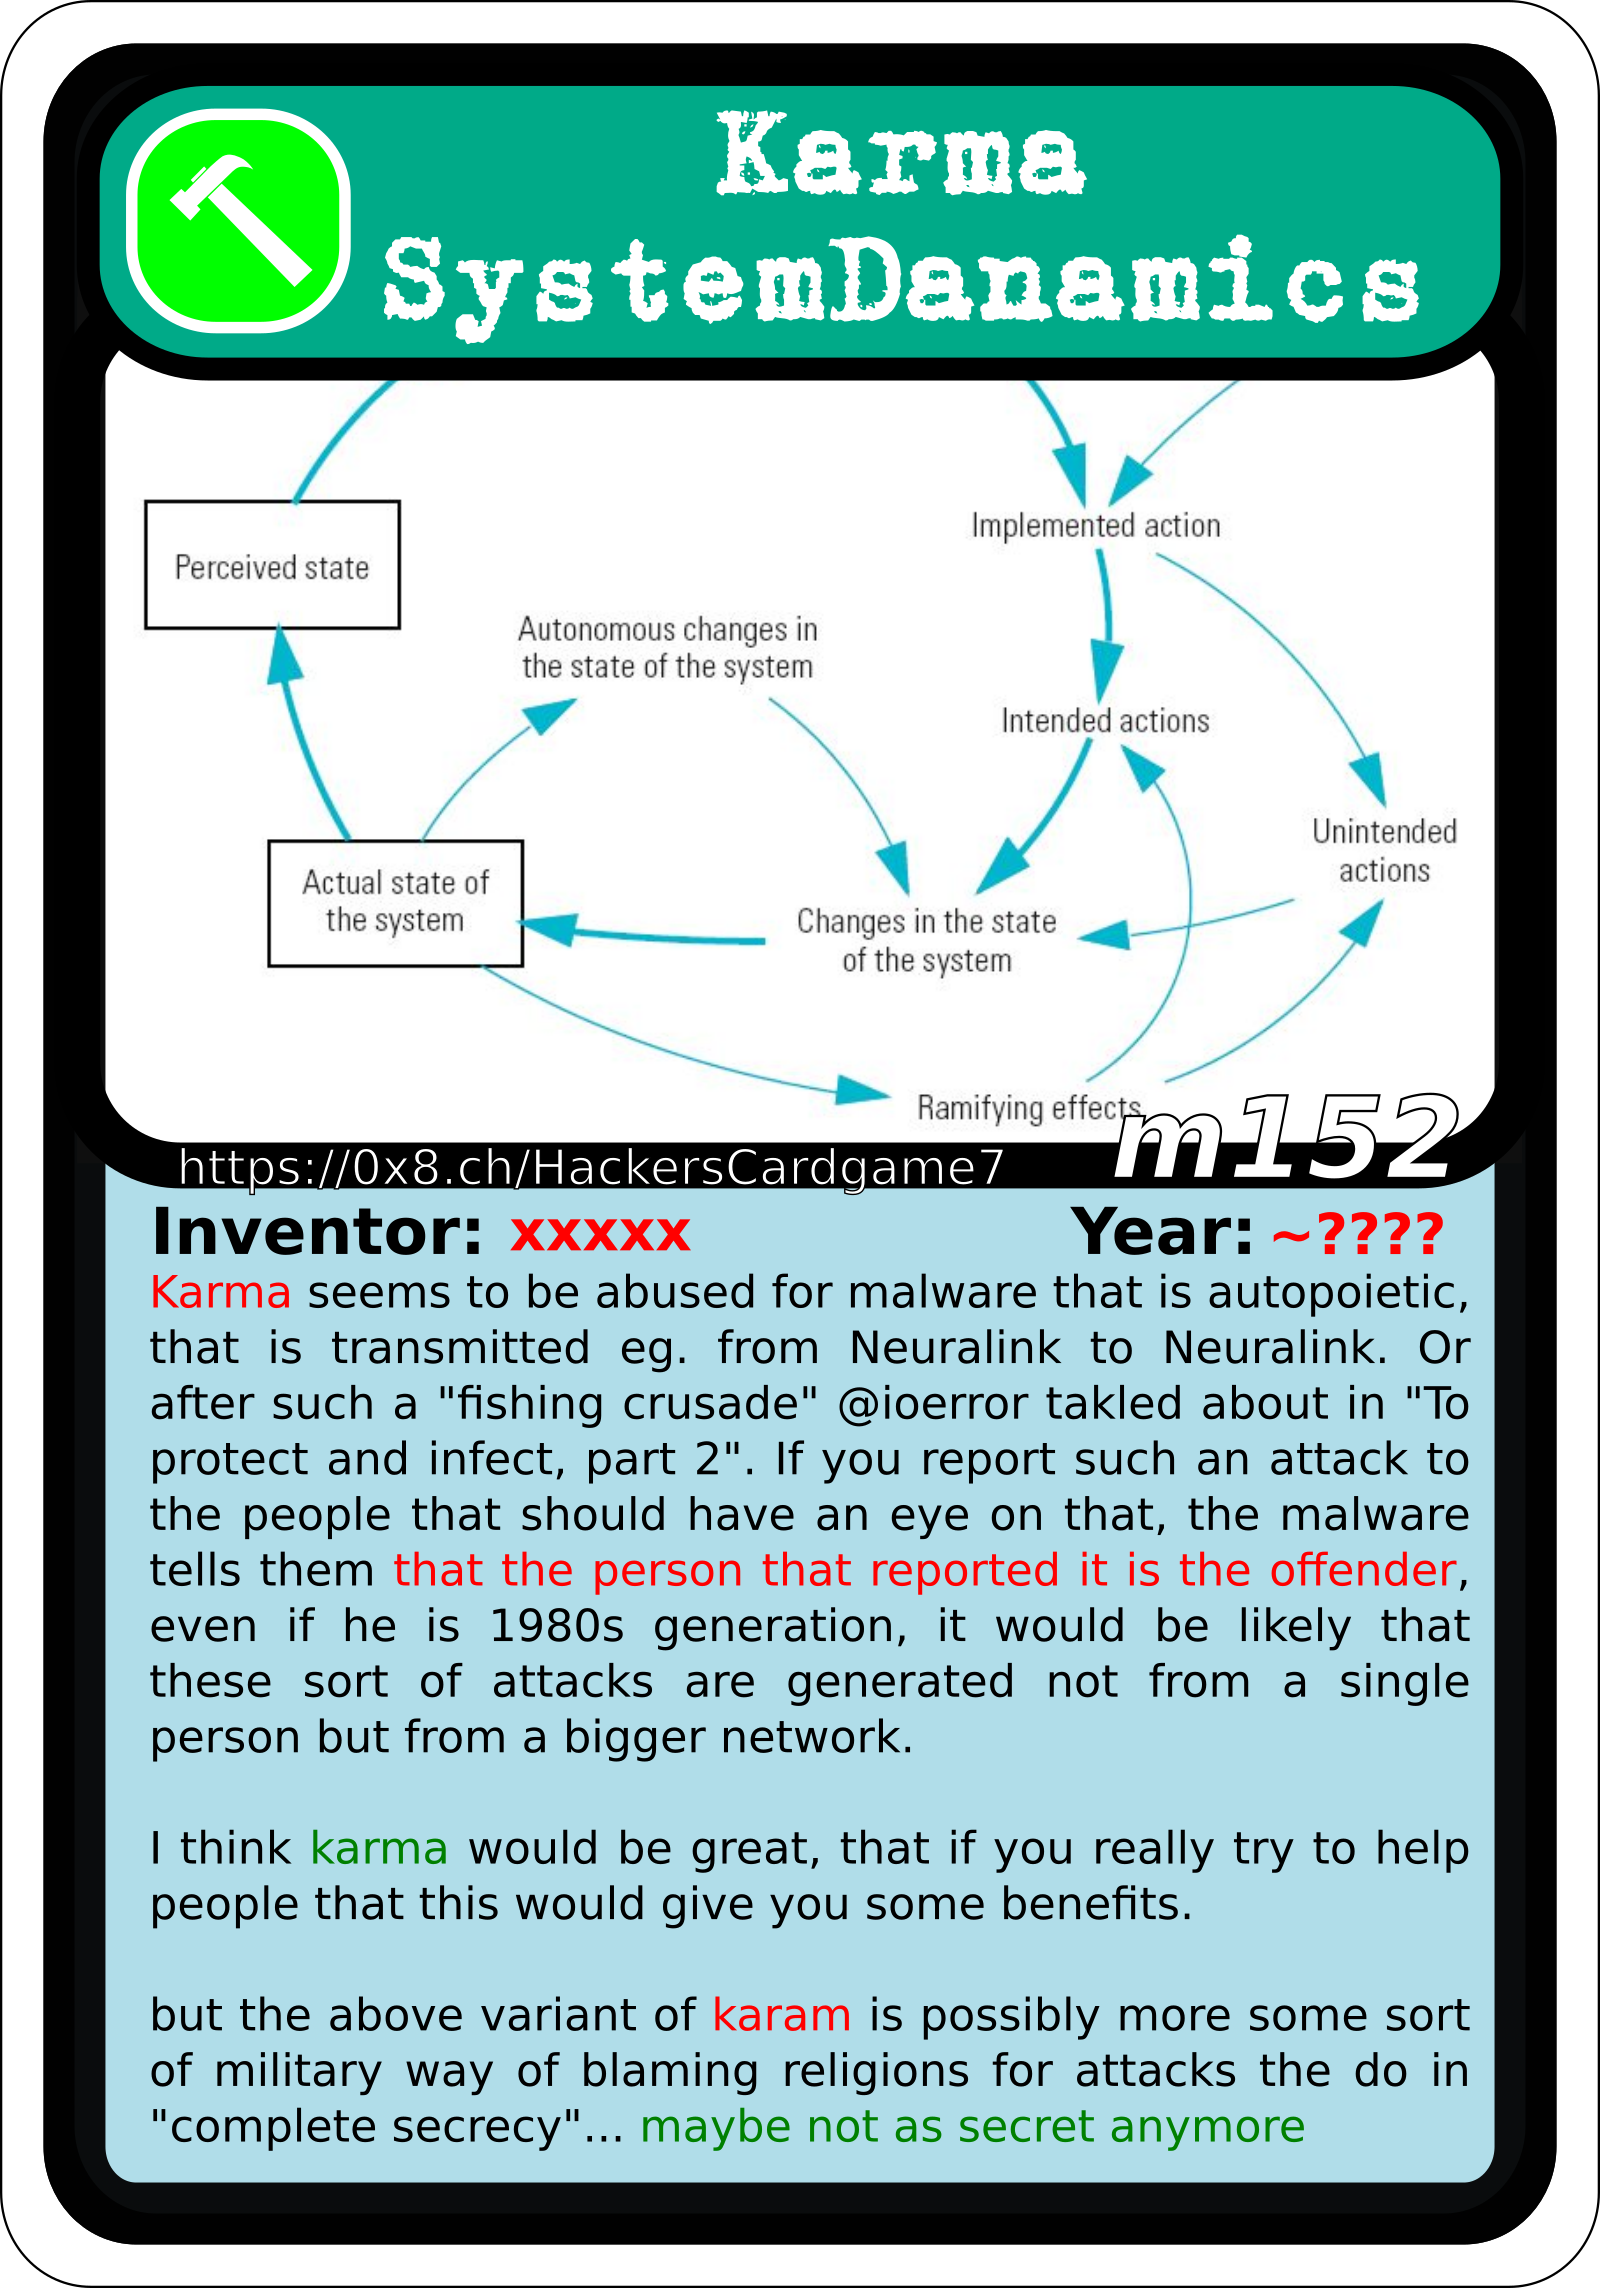 Karma
SystemDanamics
Implemented action
Perceived state
Autonomous changes in
the state of the system
Intended actions
Unintended
actions
Actual state of
the system
Changes in the state
of the system
Ramifying effects
m152
https://0x8.ch/HackersCardgame7
Inventor: xxxxx Year: ~????
Karma seems to be abused for malware that is autopoietic,
that is transmitted eg. from Neuralink to Neuralink. Or
after such a "fishing crusade" @ioerror takled about in "To
protect and infect, part 2". If you report such an attack to
the people that should have an eye on that, the malware
tells them that the person that reported it is the offender,
even if he is 1980s generation, it would be likely that
these sort of attacks are generated not from a single
person but from a bigger network.
I think karma would be great, that if you really try to help
people that this would give you some benefits.
but the above variant of karam is possibly more some sort
of military way of blaming religions for attacks the do in
"complete secrecy"... maybe not as secret anymore